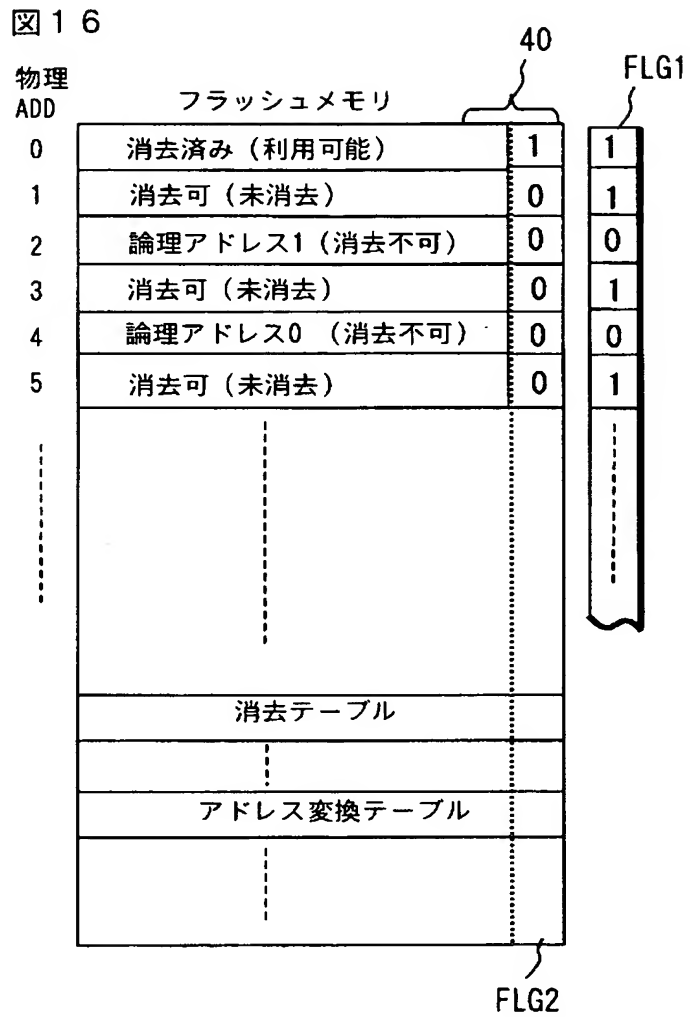 図１６
40
FLG1
物理
ADD
フラッシュメモリ
0 消去済み（利用可能） 1 1
1 消去可（未消去） 0 1
2 論理アドレス1（消去不可） 0 0
3 消去可（未消去） 0 1
4 論理アドレス0 （消去不可） 0 0
5 消去可（未消去） 0 1
消去テーブル
アドレス変換テーブル
FLG2